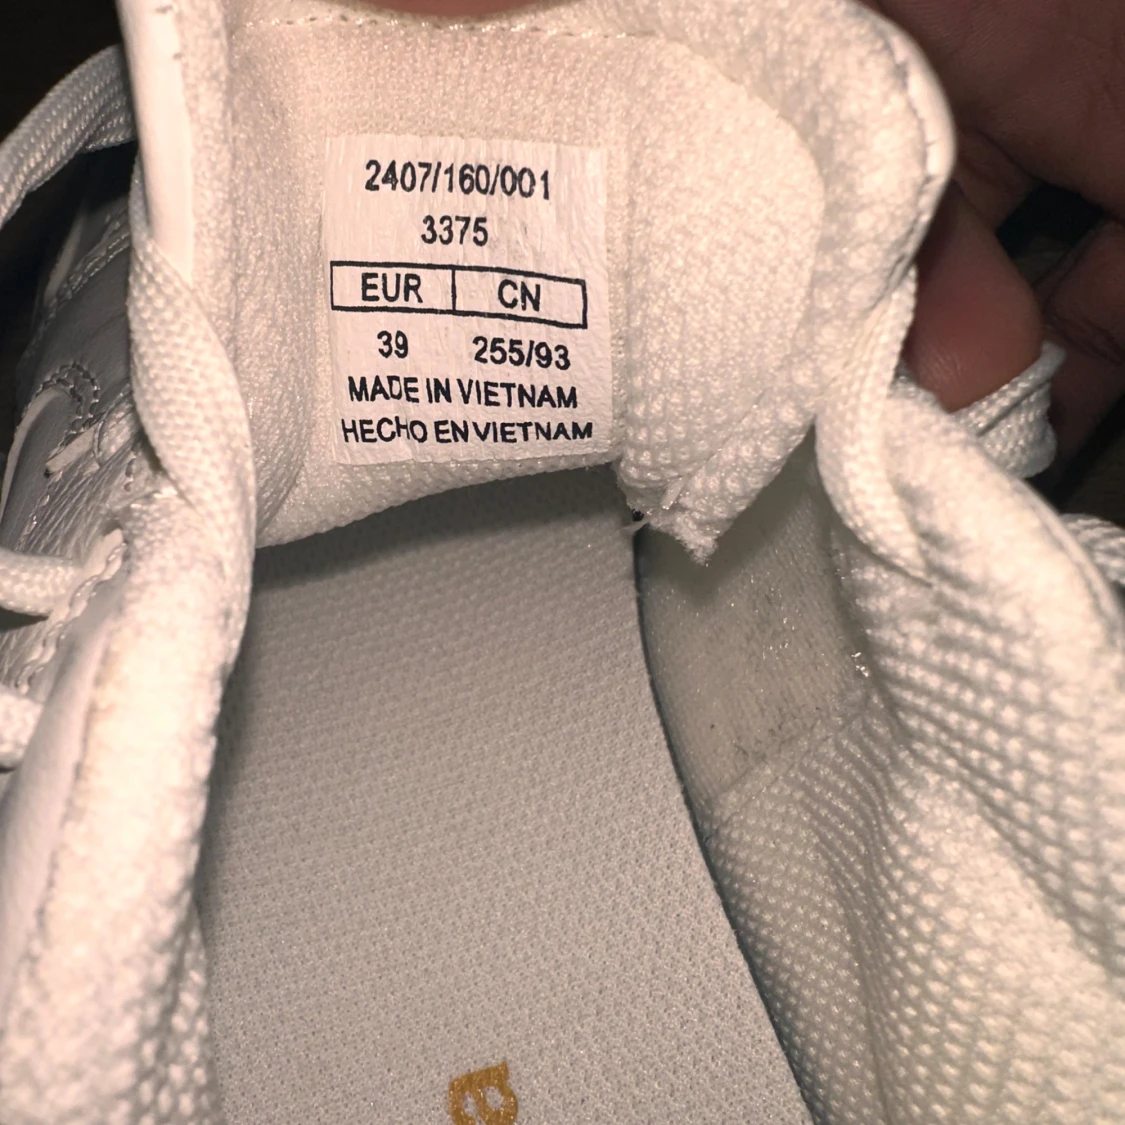 2407/160/001
3375
EUR CN
39 255/93
MADE IN VIETNAM
HECHO EN VIETNAM